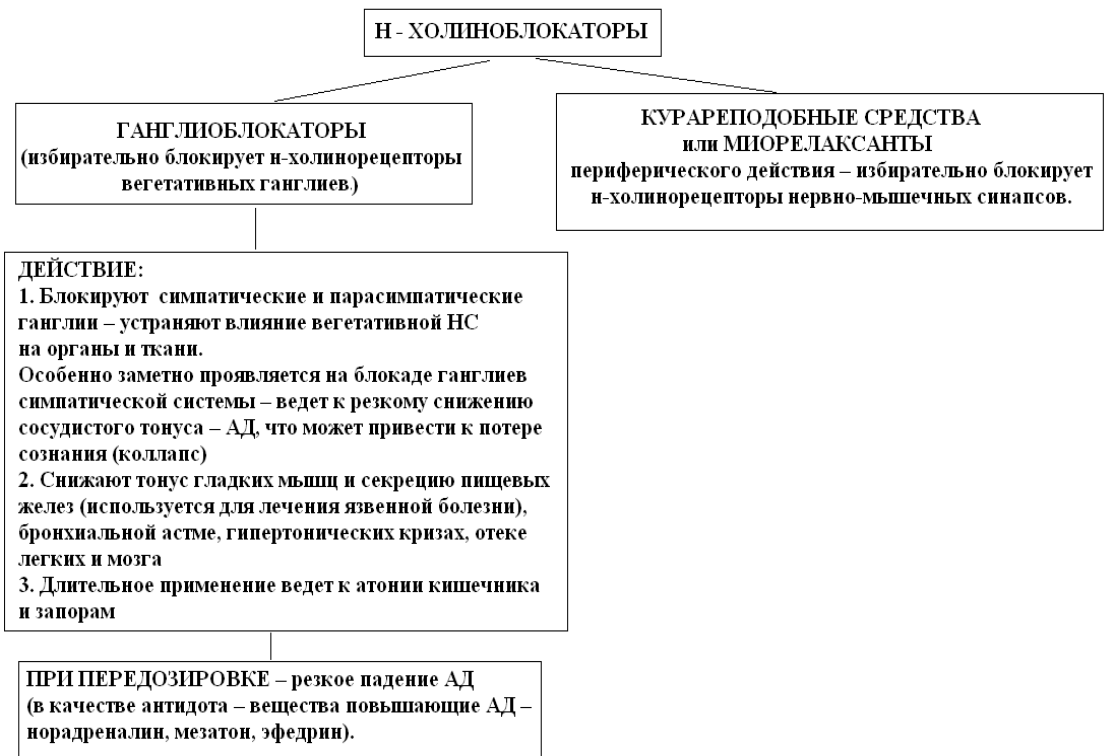 Н - ХОЛИНОБЛОКАТОРЫ
ГАНГЛИОБЛОКАТОРЫ
(избирательно блокирует н-холинорецепторы
вегетативных ганглиев.)
КУРАРЕПОДОБНЫЕ СРЕДСТВА
или МИОРЕЛАКСАНТЫ
периферического действия – избирательно блокирует
н-холинорецепторы нервно-мышечных синапсов.
ДЕЙСТВИЕ:
1. Блокируют симпатические и парасимпатические
ганглии – устраняют влияние вегетативной НС
на органы и ткани.
Особенно заметно проявляется на блокаде ганглиев
симпатической системы – ведет к резкому снижению
сосудистого тонуса – АД, что может привести к потере
сознания (коллапс)
2. Снижают тонус гладких мышц и секрецию пищевых
желез (используется для лечения язвенной болезни),
бронхиальной астме, гипертонических кризах, отеке
легких и мозга
3. Длительное применение ведет к атонии кишечника
и запорам
ПРИ ПЕРЕДОЗИРОВКЕ – резкое падение АД
(в качестве антидота – вещества повышающие АД –
норадреналин, мезатон, эфедрин).